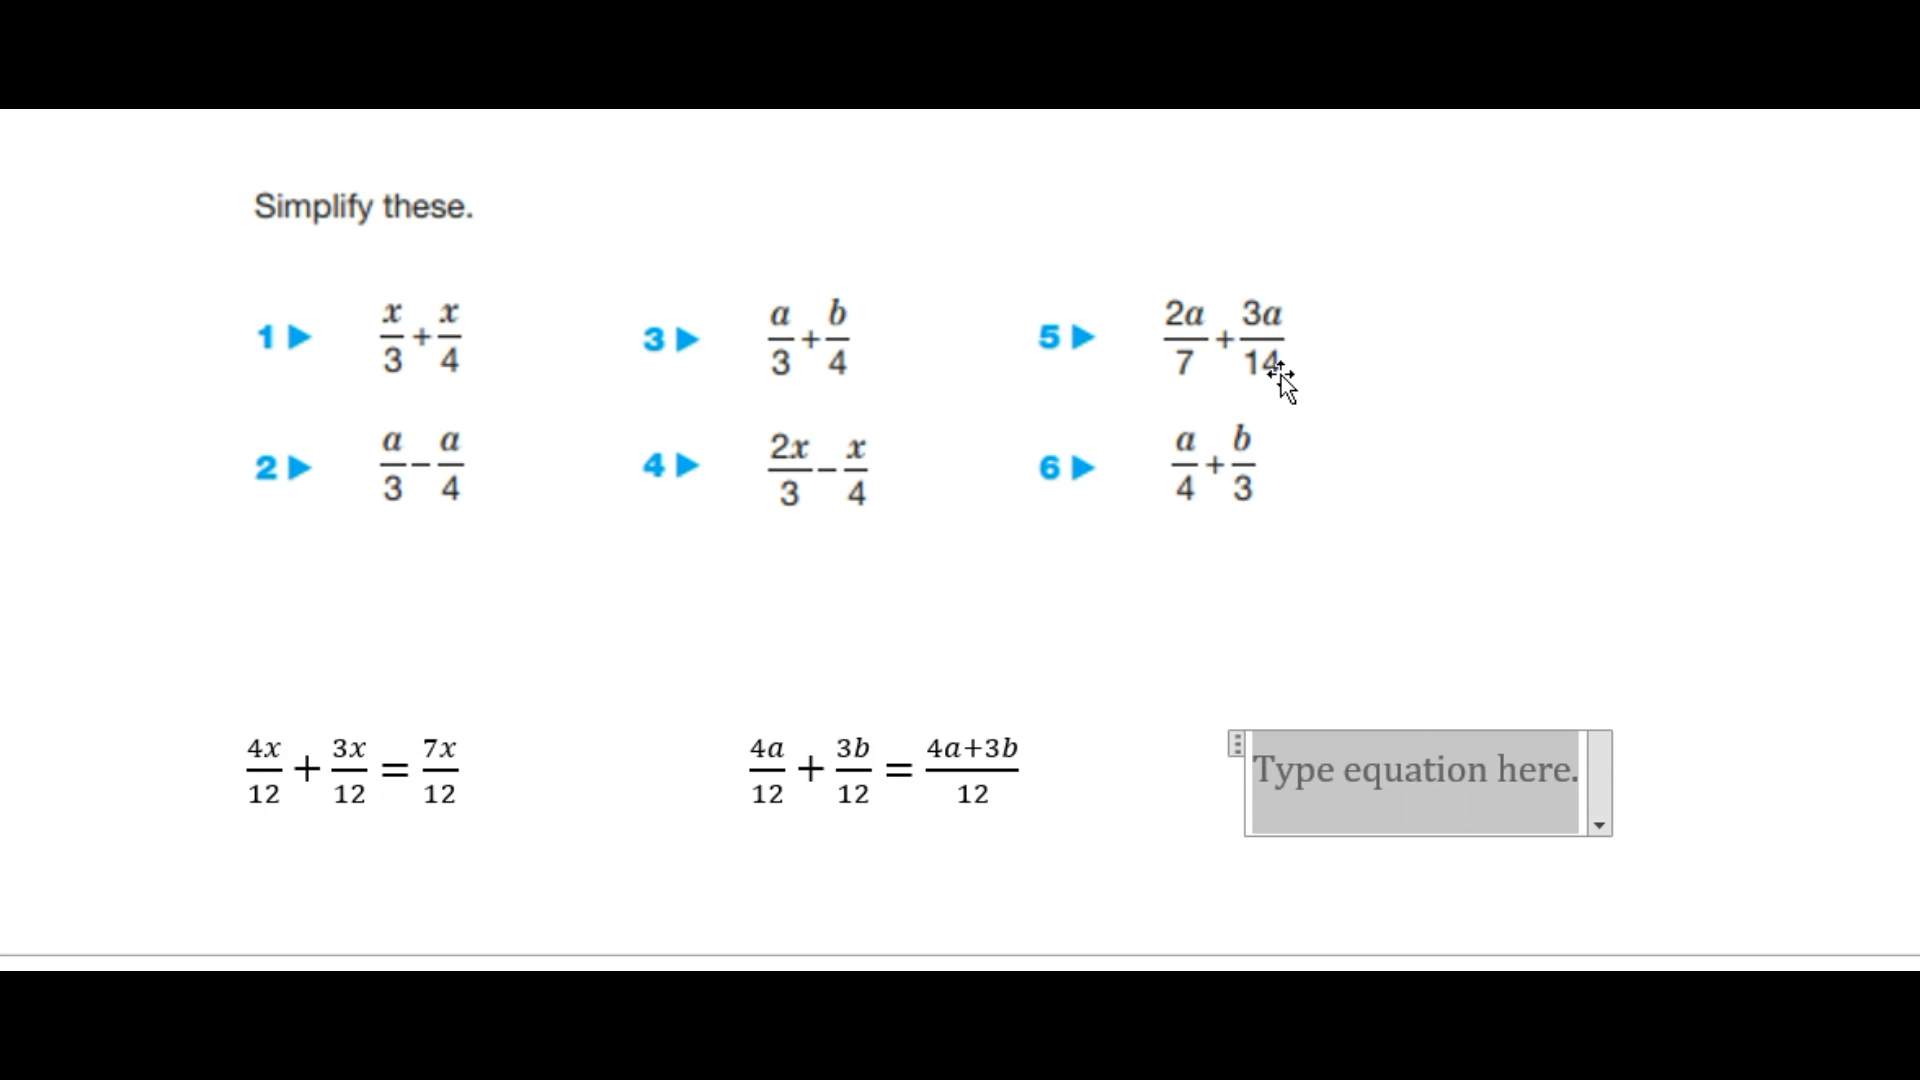 Simplify these.
1 ▶ x/3 + x/4
3 ▶ a/3 + b/4
5 ▶ 2a/7 + 3a/14
2 ▶ a/3 − a/4
4 ▶ 2x/3 − x/4
6 ▶ a/4 + b/3
4x/12 + 3x/12 = 7x/12
4a/12 + 3b/12 = 4a+3b/12
Type equation here.